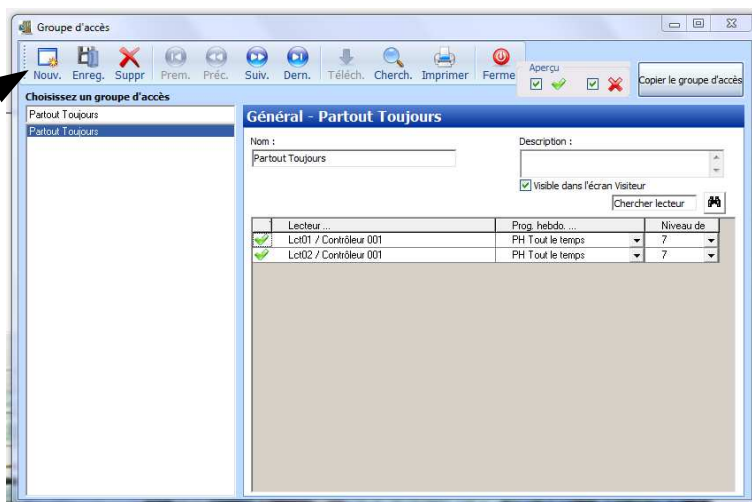 Groupe d'accès
Nouv. Enreg. Suppr Prem. Préc. Suiv. Dern. Téléch. Cherch. Imprimer Ferme
Aperçu
Copier le groupe d'accès
Choisissez un groupe d'accès
Partout Toujours
Partout Toujours
Général - Partout Toujours
Nom :
Description :
Partout Toujours
Visible dans l'écran Visiteur
Chercher lecteur
Lecteur ... Prog. hebdo. ... Niveau de
Lct01 / Contrôleur 001 PH Tout le temps 7
Lct02 / Contrôleur 001 PH Tout le temps 7